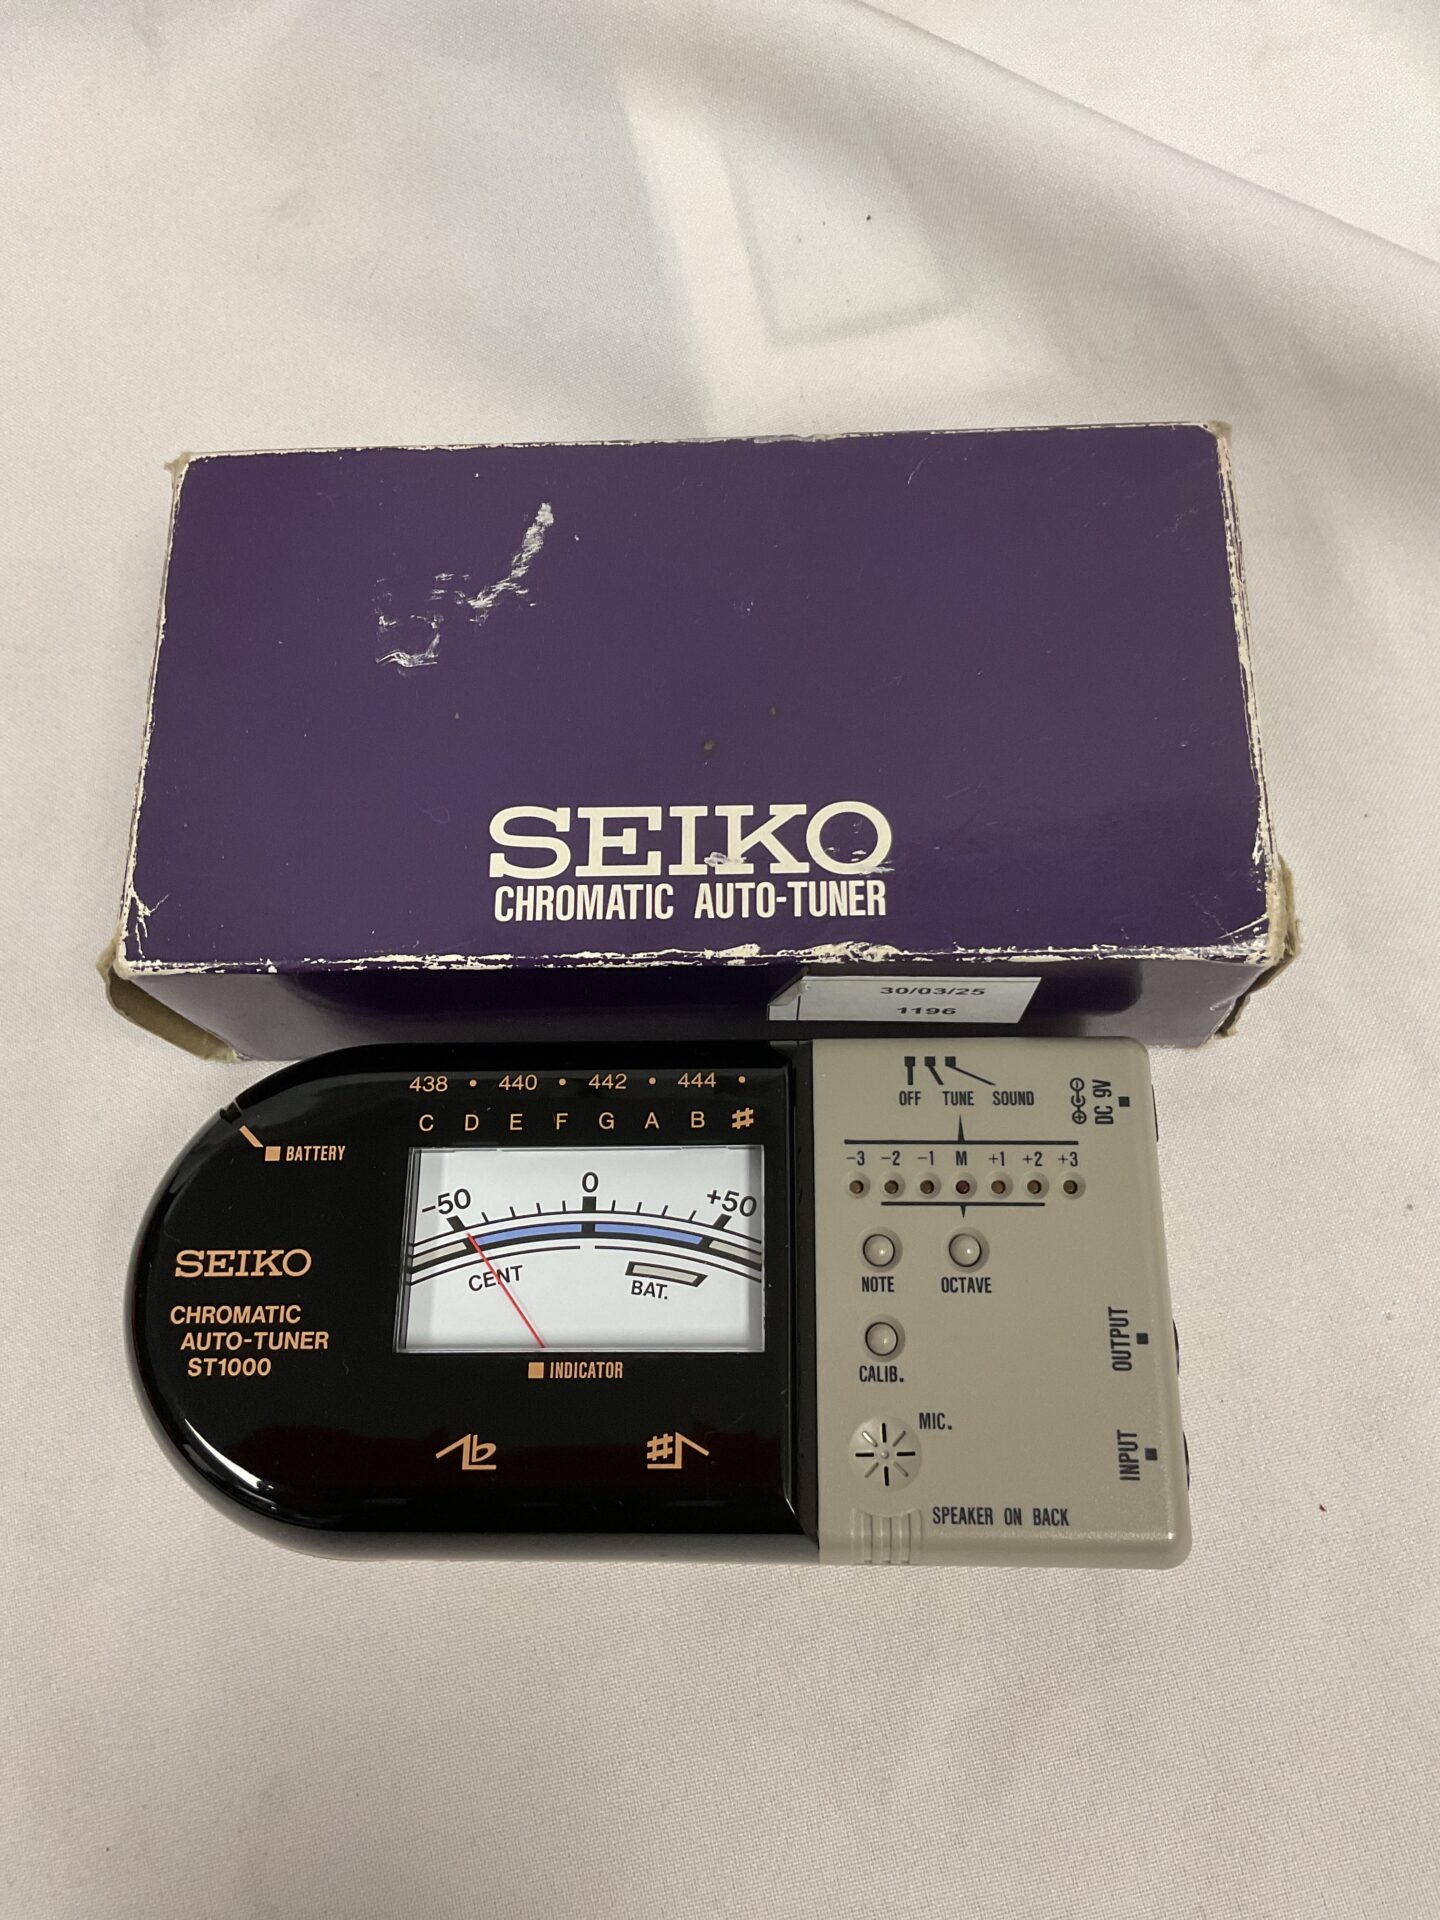 SEIKO
CHROMATIC AUTO-TUNER
30/03/25
1196
438 • 440 • 442 • 444 •
C D E F G A B #
BATTERY
-50 0 +50
CENT
BAT.
SEIKO
CHROMATIC
AUTO-TUNER
ST1000
INDICATOR
♭
#
OFF TUNE SOUND
DC 9V
-3 -2 -1 M +1 +2 +3
NOTE OCTAVE
CALIB.
OUTPUT
MIC.
INPUT
SPEAKER ON BACK